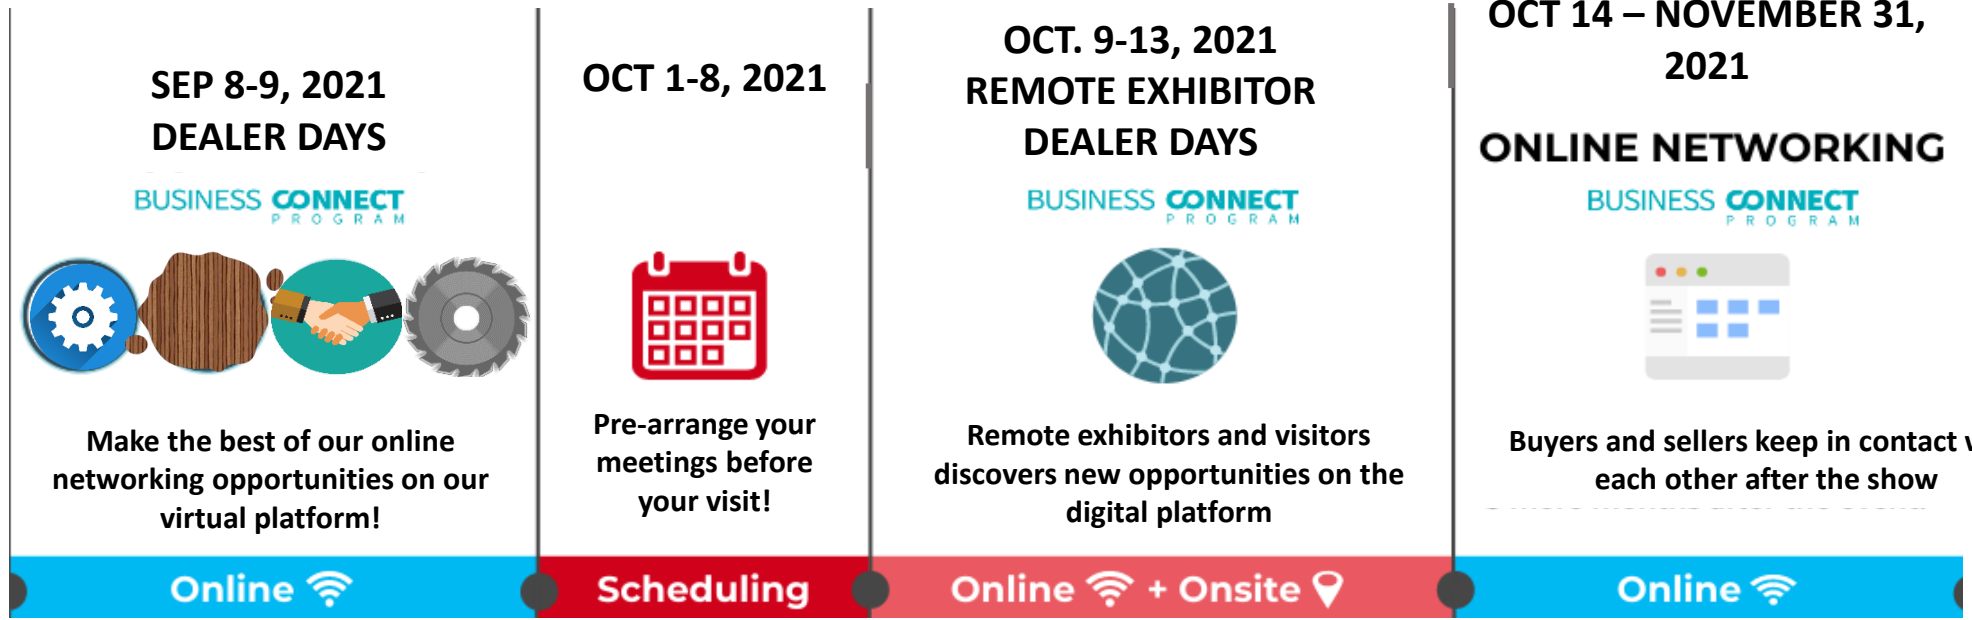 SEP 8-9, 2021
DEALER DAYS
BUSINESS CONNECT
PROGRAM
Make the best of our online
networking opportunities on our
virtual platform!
Online
OCT 1-8, 2021
Pre-arrange your
meetings before
your visit!
Scheduling
OCT. 9-13, 2021
REMOTE EXHIBITOR
DEALER DAYS
BUSINESS CONNECT
PROGRAM
Remote exhibitors and visitors
discovers new opportunities on the
digital platform
Online + Onsite
OCT 14 – NOVEMBER 31,
2021
ONLINE NETWORKING
BUSINESS CONNECT
PROGRAM
Buyers and sellers keep in contact
each other after the show
Online